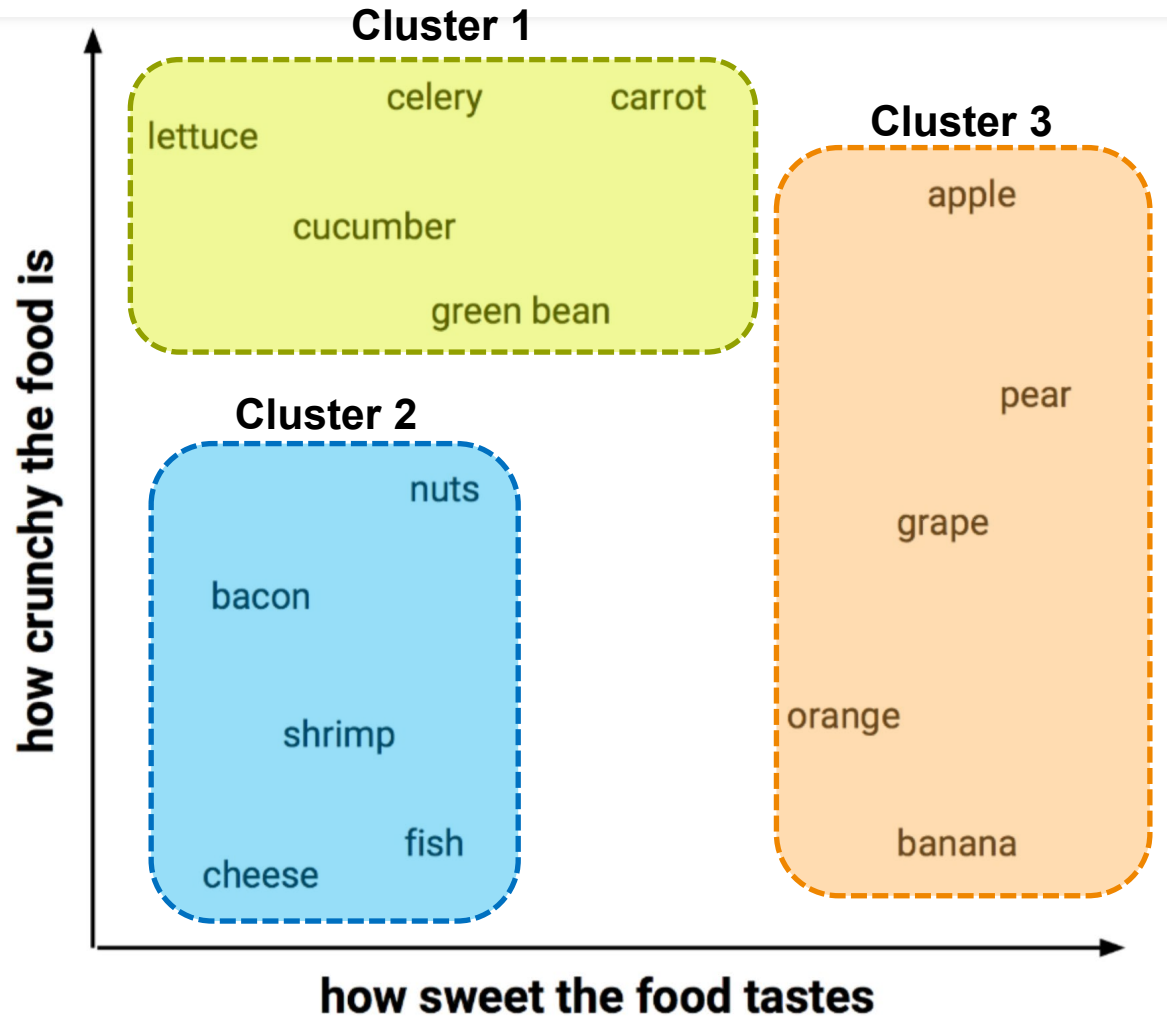 Cluster 1
celery
carrot
lettuce
cucumber
green bean
Cluster 3
apple
pear
grape
orange
banana
Cluster 2
nuts
bacon
shrimp
fish
cheese
how crunchy the food is
how sweet the food tastes